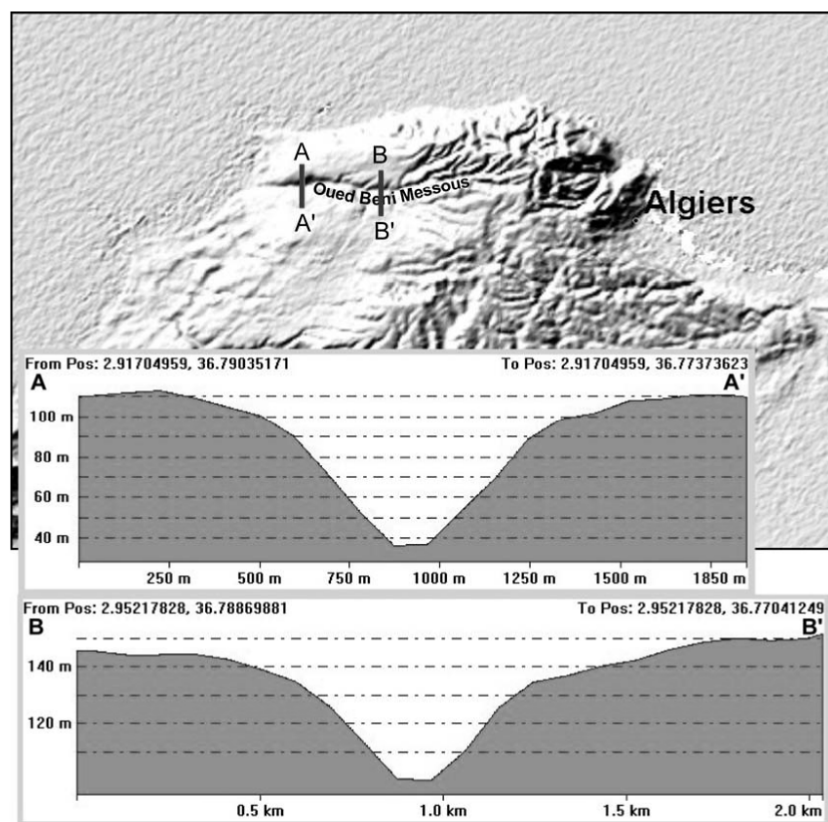 A B
Oued Beni Messous
A' B'
Algiers
From Pos: 2.91704959, 36.79035171 To Pos: 2.91704959, 36.77373623
A A'
100 m
80 m
60 m
40 m
250 m 500 m 750 m 1000 m 1250 m 1500 m 1850 m
From Pos: 2.95217828, 36.78869881 To Pos: 2.95217828, 36.77041249
B B'
140 m
120 m
0.5 km 1.0 km 1.5 km 2.0 km